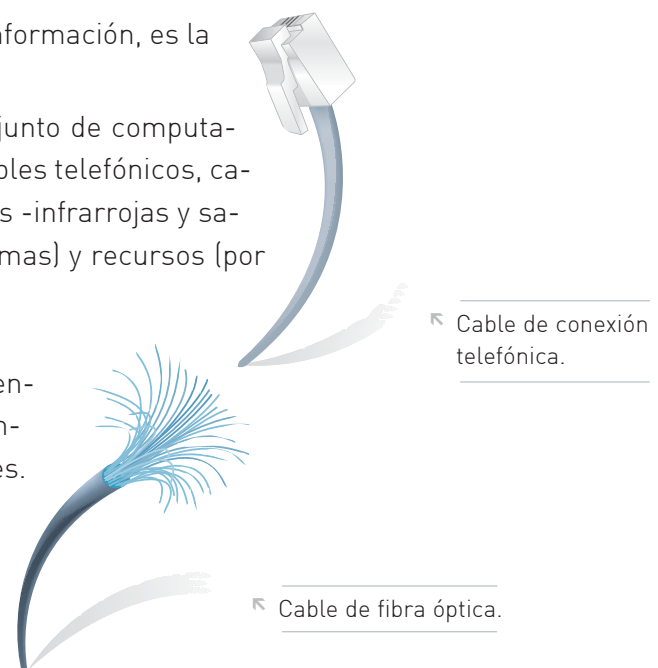 nformación, es la
junto de computa-
bles telefónicos, ca-
s -infrarrojas y sa-
mas) y recursos (por
en-
n-
es.
Cable de conexión
telefónica.
Cable de fibra óptica.